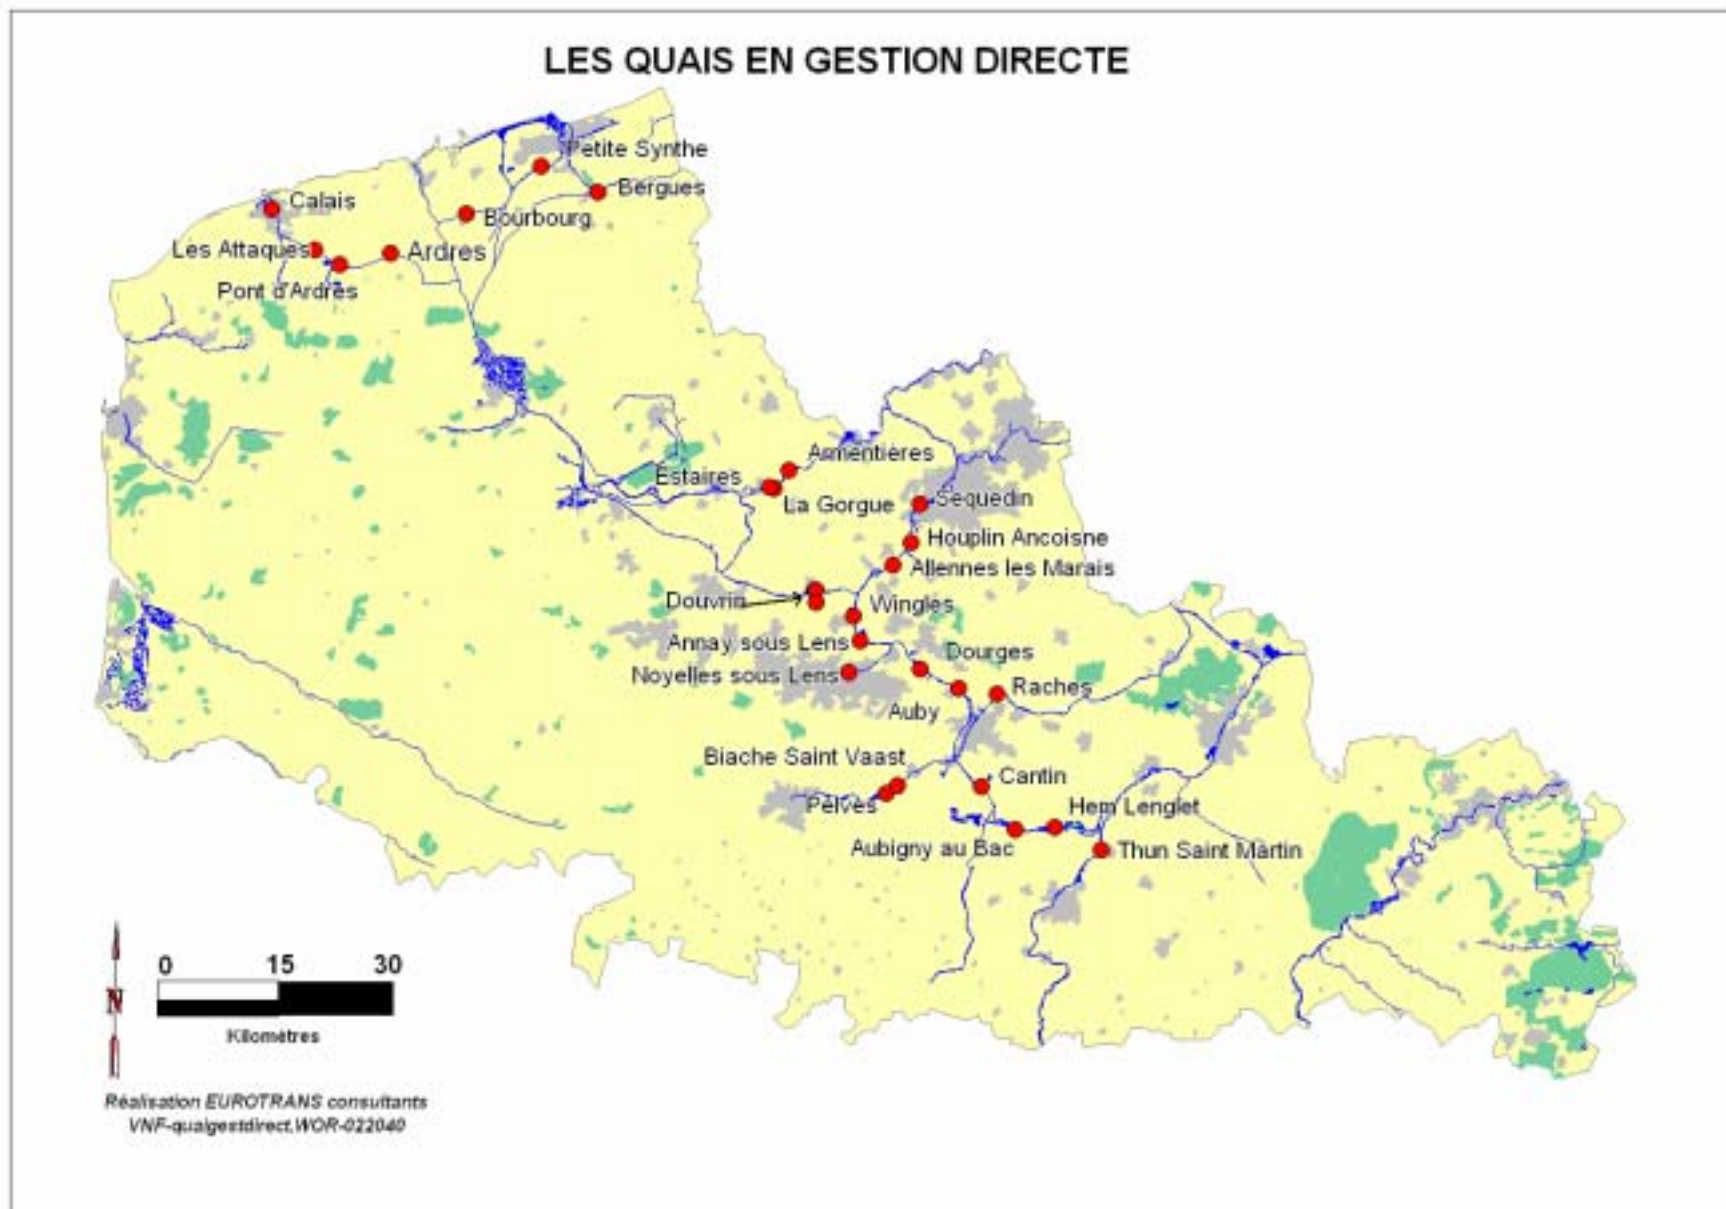 LES QUAIS EN GESTION DIRECTE
Petite Synthe
Bergues
Calais
Bourbourg
Les Attaques
Ardres
Pont d'Ardres
Armentières
Estaires
La Gorgue
Sequedin
Houplin Ancoisne
Allennes les Marais
Douvrin
Wingles
Annay sous Lens
Dourges
Noyelles sous Lens
Raches
Auby
Biache Saint Vaast
Cantin
Pelves
Hem Lenglet
Aubigny au Bac
Thun Saint Martin
0 15 30
Kilomètres
N
Réalisation EUROTRANS consultants
VNF-quaigestdirect.WOR-022040